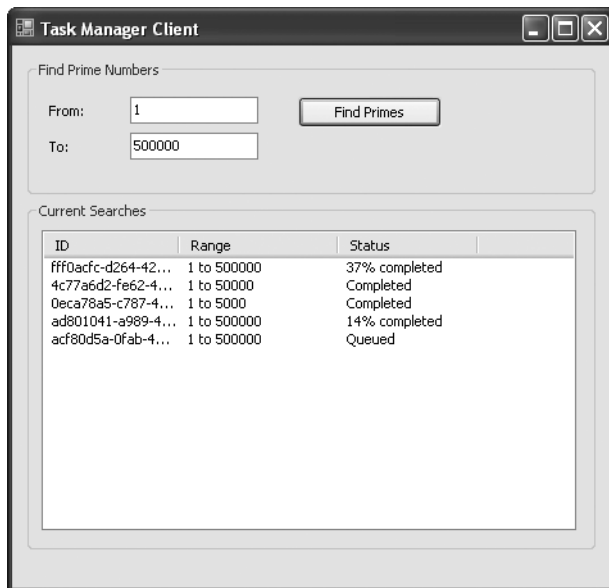 Task Manager Client
Find Prime Numbers
From: 1 Find Primes
To: 500000
Current Searches
ID Range Status
fff0acfc-d264-42... 1 to 500000 37% completed
4c77a6d2-fe62-4... 1 to 50000 Completed
0eca78a5-c787-4... 1 to 5000 Completed
ad801041-a989-4... 1 to 500000 14% completed
acf80d5a-0fab-4... 1 to 500000 Queued